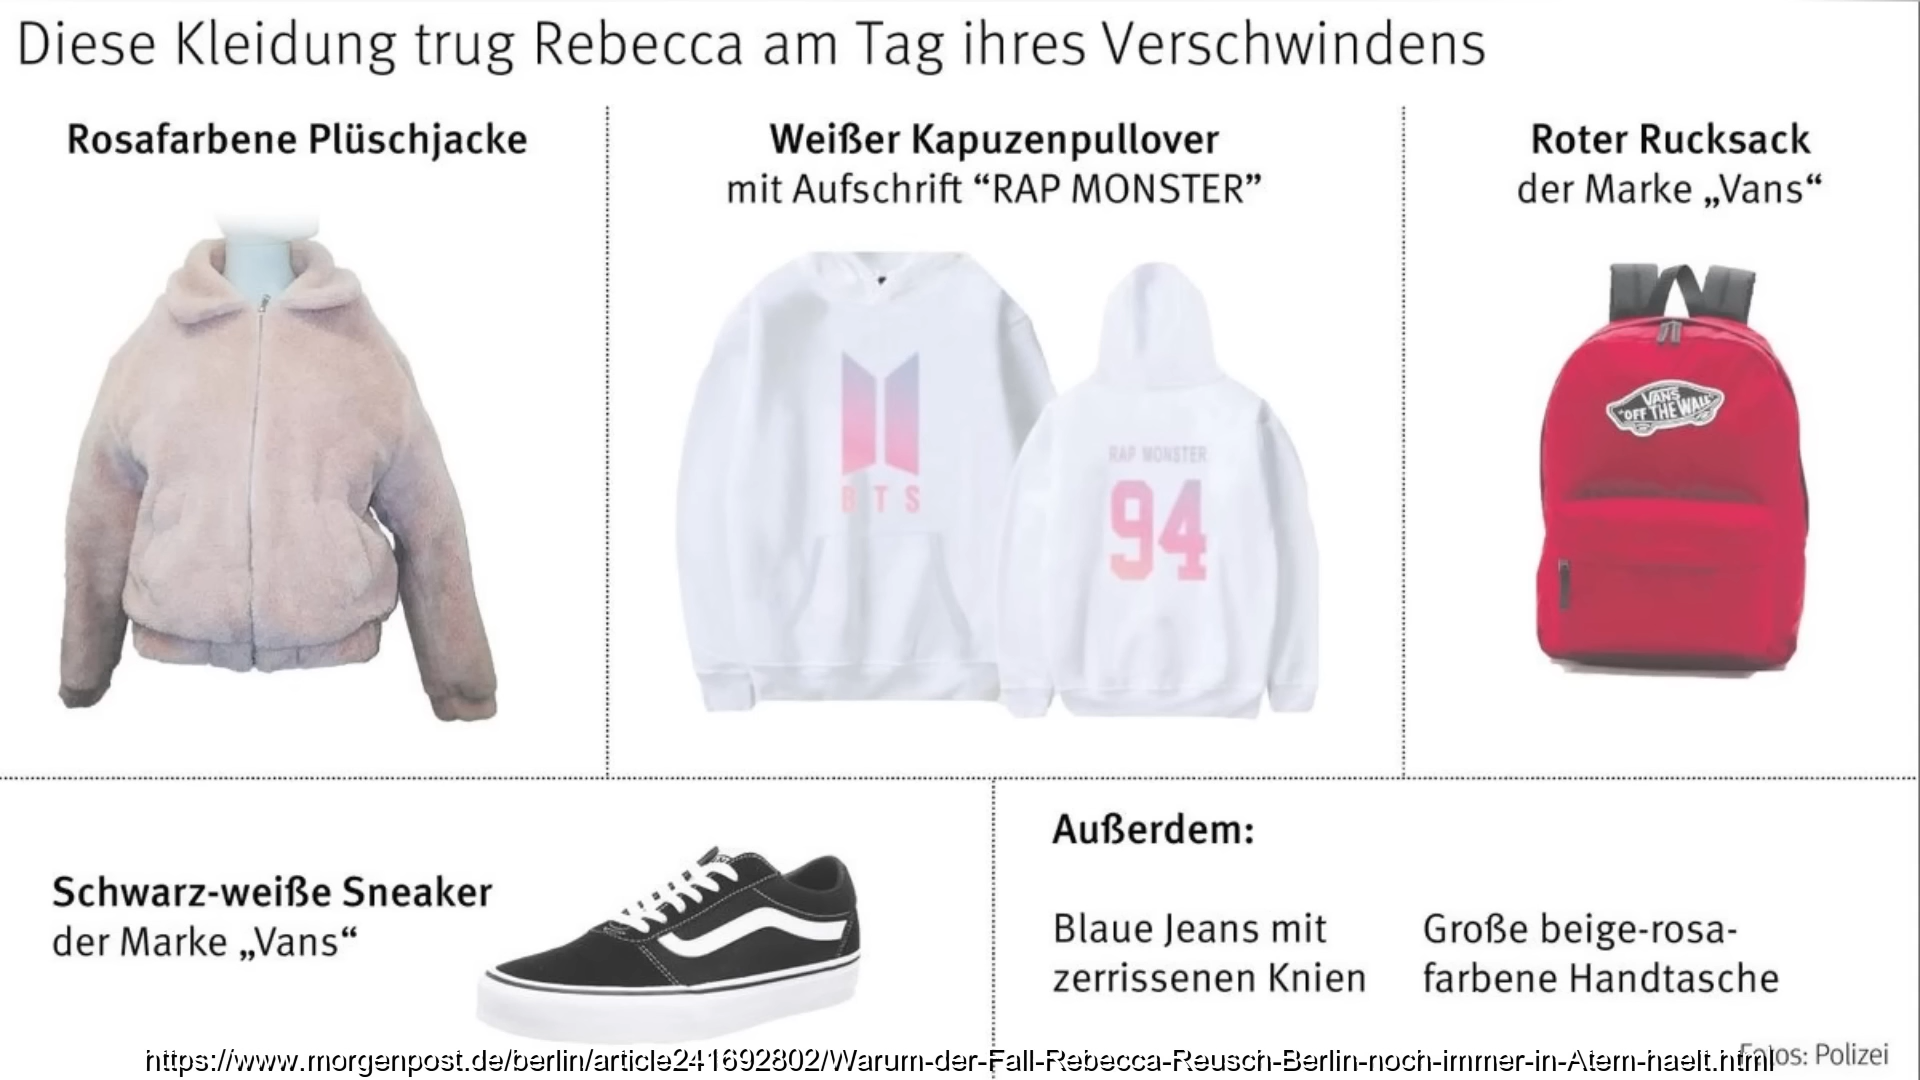 Diese Kleidung trug Rebecca am Tag ihres Verschwindens
Rosafarbene Plüschjacke
Weißer Kapuzenpullover
mit Aufschrift “RAP MONSTER”
BTS
RAP MONSTER
94
Roter Rucksack
der Marke „Vans“
VANS
"OFF THE WALL"
Schwarz-weiße Sneaker
der Marke „Vans“
Außerdem:
Blaue Jeans mit
zerrissenen Knien
Große beige-rosa-
farbene Handtasche
Fotos: Polizei
https://www.morgenpost.de/berlin/article241692802/Warum-der-Fall-Rebecca-Reusch-Berlin-noch-immer-in-Atem-haelt.html